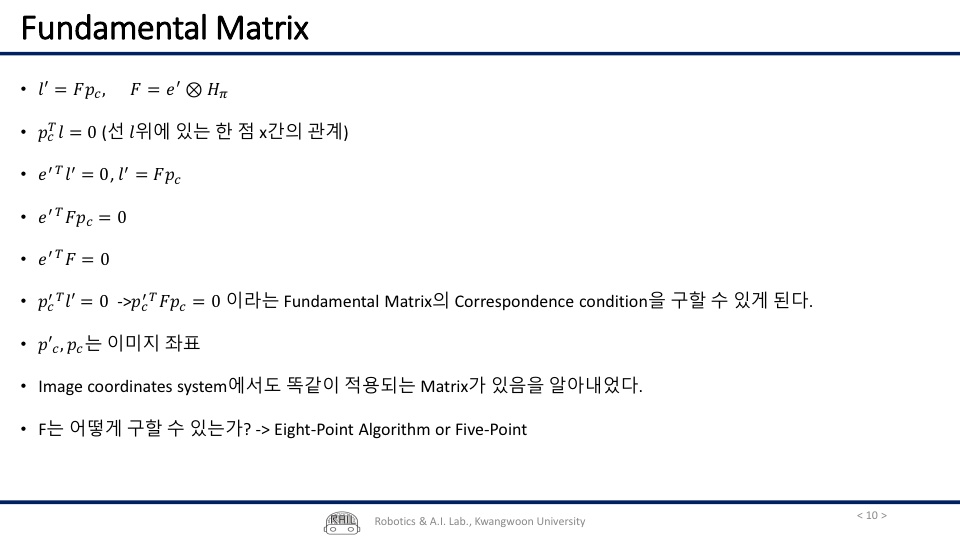 Fundamental Matrix
• l′ = Fp_c,  F = e′ ⊗ H_π
• p_c^T l = 0 (선 l위에 있는 한 점 x간의 관계)
• e′^T l′ = 0, l′ = Fp_c
• e′^T Fp_c = 0
• e′^T F = 0
• p_c′^T l′ = 0 ->p_c′^T Fp_c = 0 이라는 Fundamental Matrix의 Correspondence condition을 구할 수 있게 된다.
• p′_c, p_c는 이미지 좌표
• Image coordinates system에서도 똑같이 적용되는 Matrix가 있음을 알아내었다.
• F는 어떻게 구할 수 있는가? -> Eight-Point Algorithm or Five-Point
RAIL
Robotics & A.I. Lab., Kwangwoon University
< 10 >